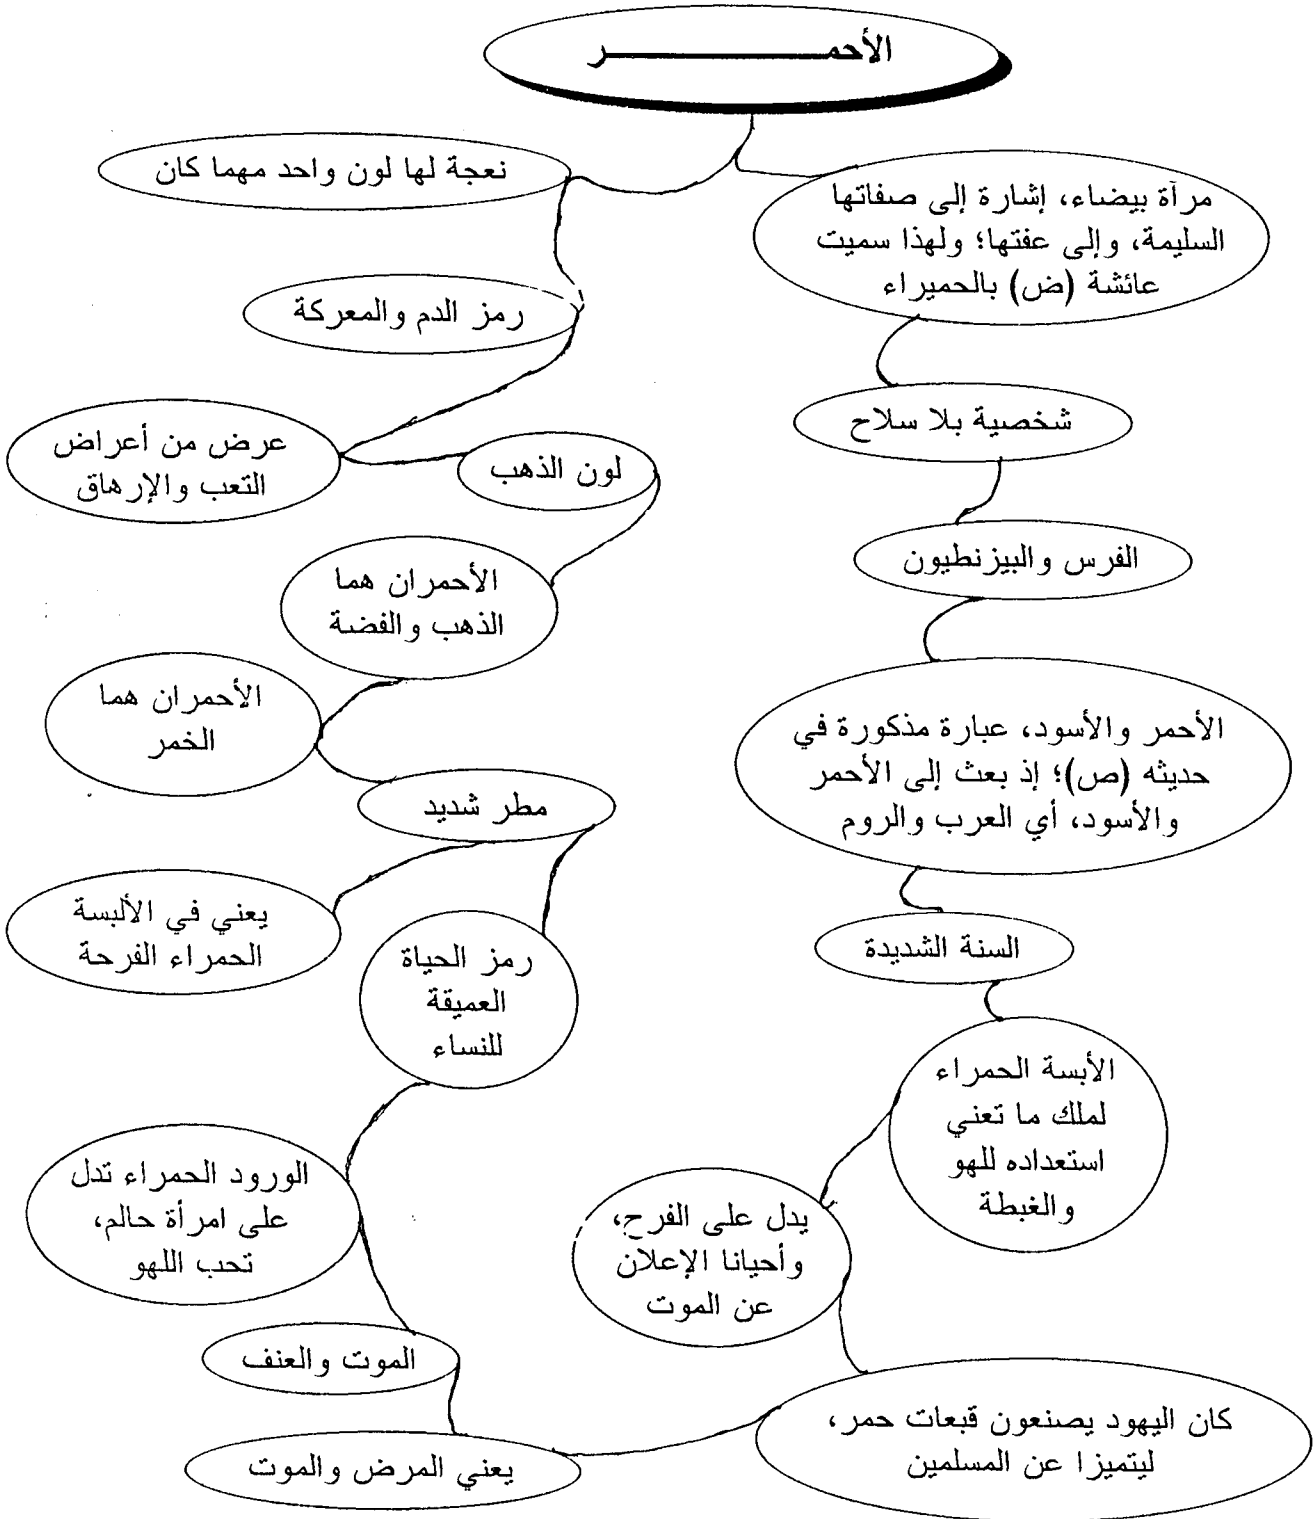 الأحمـــــــــــــر
مرآة بيضاء، إشارة إلى صفاتها
السليمة، وإلى عفتها؛ ولهذا سميت
عائشة (ض) بالحميراء
شخصية بلا سلاح
الفرس والبيزنطيون
الأحمر والأسود، عبارة مذكورة في
حديثه (ص)؛ إذ بعث إلى الأحمر
والأسود، أي العرب والروم
السنة الشديدة
الأبسة الحمراء
لملك ما تعني
استعداده للهو
والغبطة
يدل على الفرح،
وأحيانا الإعلان
عن الموت
كان اليهود يصنعون قبعات حمر،
ليتميزا عن المسلمين
نعجة لها لون واحد مهما كان
رمز الدم والمعركة
عرض من أعراض
التعب والإرهاق
لون الذهب
الأحمران هما
الذهب والفضة
الأحمران هما
الخمر
مطر شديد
يعني في الألبسة
الحمراء الفرحة
رمز الحياة
العميقة
للنساء
الورود الحمراء تدل
على امرأة حالم،
تحب اللهو
الموت والعنف
يعني المرض والموت